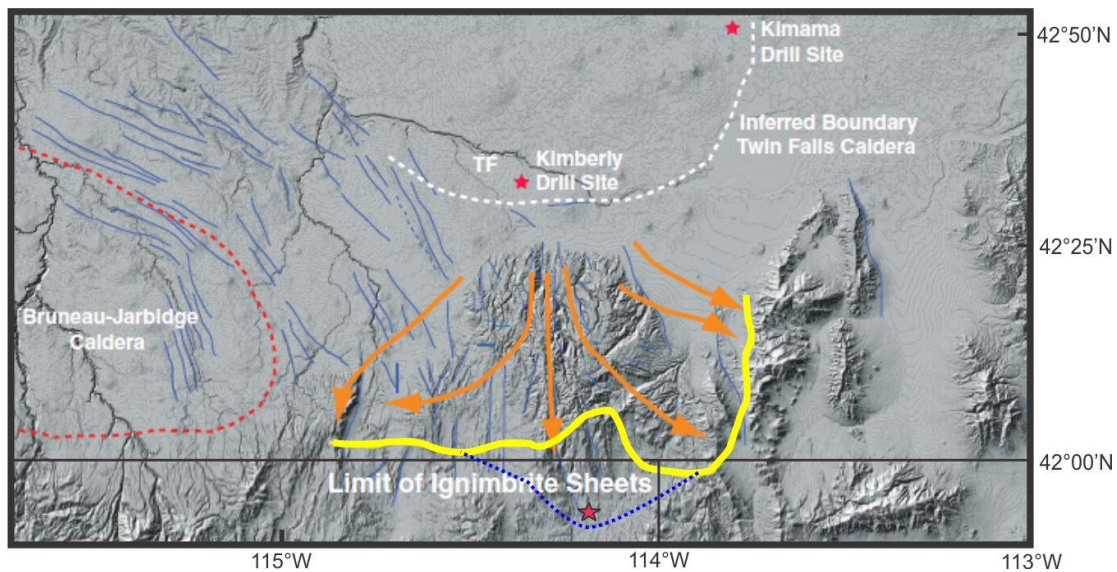 Kimama
Drill Site
42°50'N
Inferred Boundary
Twin Falls Caldera
TF
Kimberly
Drill Site
42°25'N
Bruneau-Jarbidge
Caldera
42°00'N
Limit of Ignimbrite Sheets
115°W
114°W
113°W